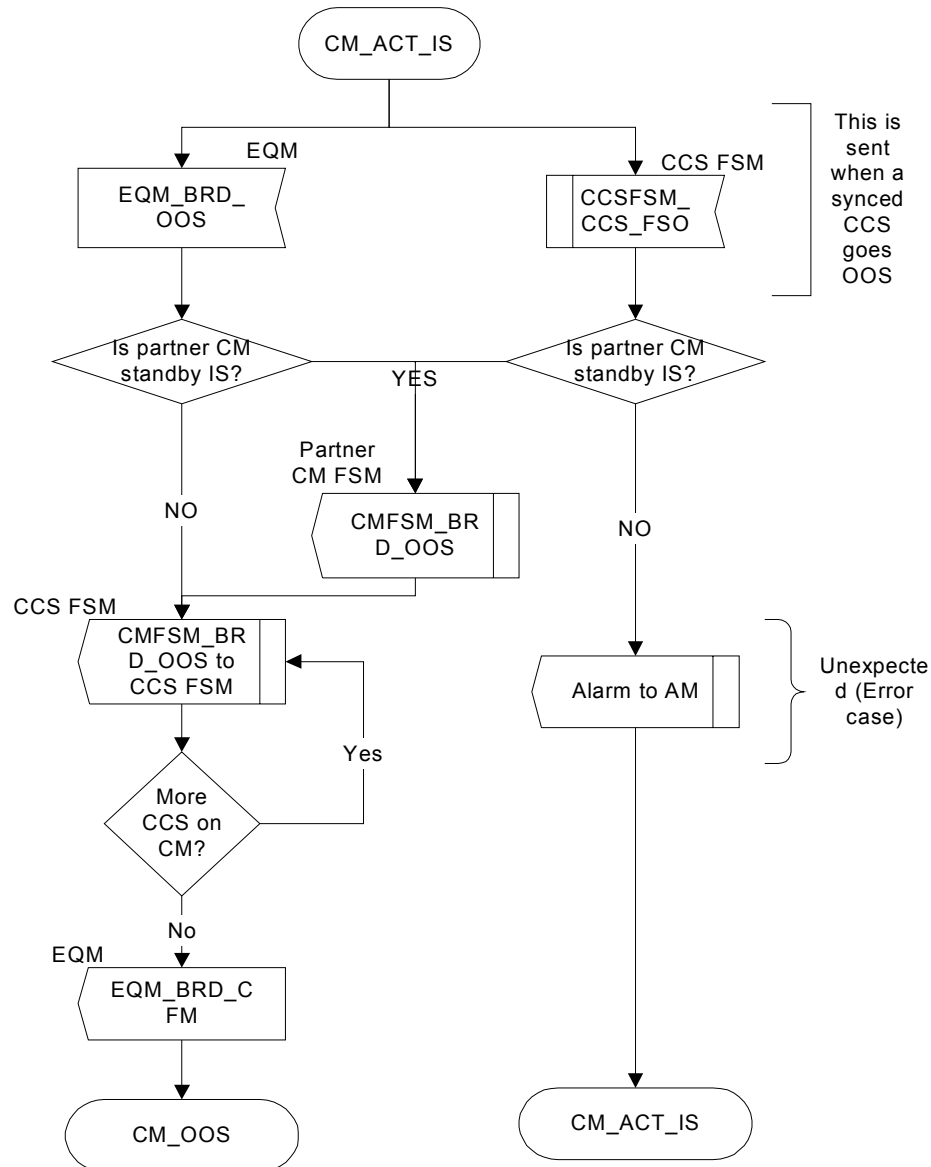 CM_ACT_IS
EQM
EQM_BRD_
OOS
CCS FSM
CCSFSM_
CCS_FSO
This is
sent
when a
synced
CCS
goes
OOS
Is partner CM
standby IS?
YES
Is partner CM
standby IS?
Partner
CM FSM
NO
CMFSM_BR
D_OOS
NO
CCS FSM
CMFSM_BR
D_OOS to
CCS FSM
Alarm to AM
Unexpecte
d (Error
case)
Yes
More
CCS on
CM?
No
EQM
EQM_BRD_C
FM
CM_OOS
CM_ACT_IS